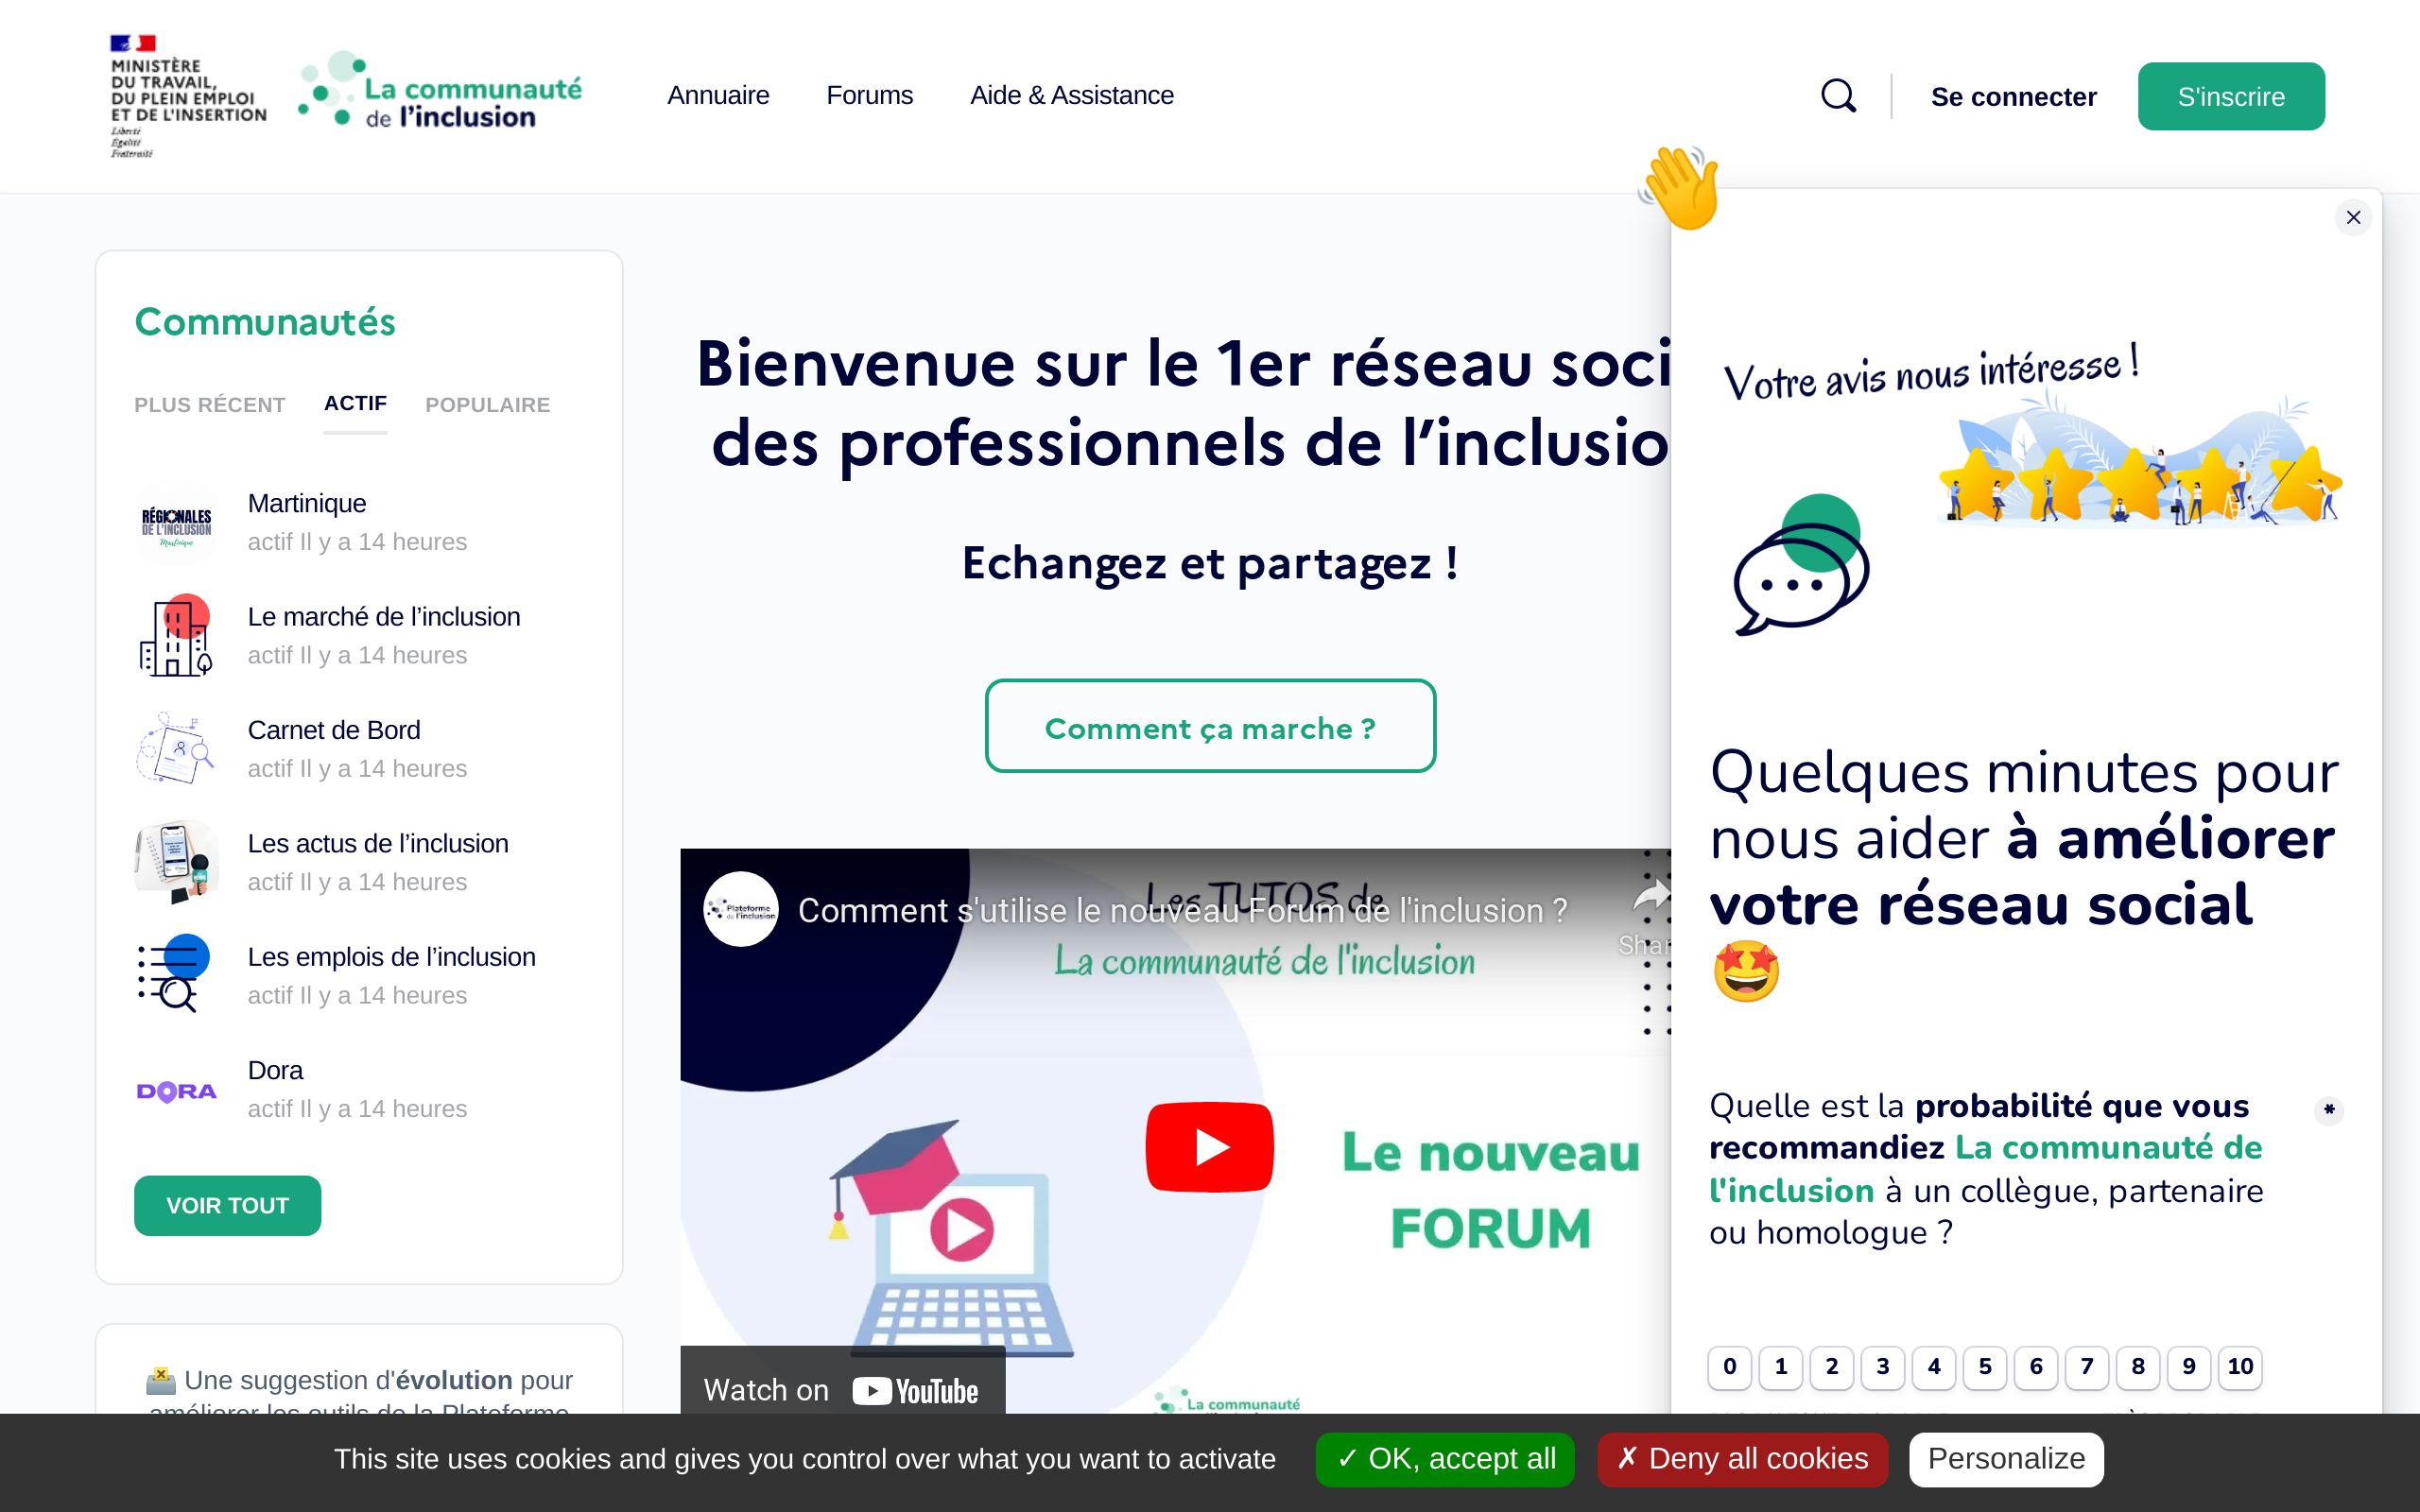 MINISTÈRE
DU TRAVAIL,
DU PLEIN EMPLOI
ET DE L'INSERTION
Liberté
Égalité
Fraternité
La communauté
de l'inclusion
Annuaire
Forums
Aide & Assistance
Se connecter
S'inscrire
Communautés
PLUS RÉCENT
ACTIF
POPULAIRE
RÉGIONALES
DE L'INCLUSION
Martinique
Martinique
actif Il y a 14 heures
Le marché de l’inclusion
actif Il y a 14 heures
Carnet de Bord
actif Il y a 14 heures
Les actus de l’inclusion
actif Il y a 14 heures
Les emplois de l’inclusion
actif Il y a 14 heures
DORA
Dora
actif Il y a 14 heures
VOIR TOUT
Une suggestion d'évolution pour
améliorer les outils de la Plateforme
Bienvenue sur le 1er réseau soci
des professionnels de l’inclusio
Echangez et partagez !
Comment ça marche ?
Plateforme
de l'inclusion
Comment s'utilise le nouveau Forum de l'inclusion ?
Les TUTOS de
La communauté de l'inclusion
Shar
Le nouveau
FORUM
Watch on YouTube
La communauté
Votre avis nous intéresse !
Quelques minutes pour
nous aider à améliorer
votre réseau social
Quelle est la probabilité que vous
recommandiez La communauté de
l'inclusion à un collègue, partenaire
ou homologue ?
*
0 1 2 3 4 5 6 7 8 9 10
This site uses cookies and gives you control over what you want to activate
✓ OK, accept all
✗ Deny all cookies
Personalize